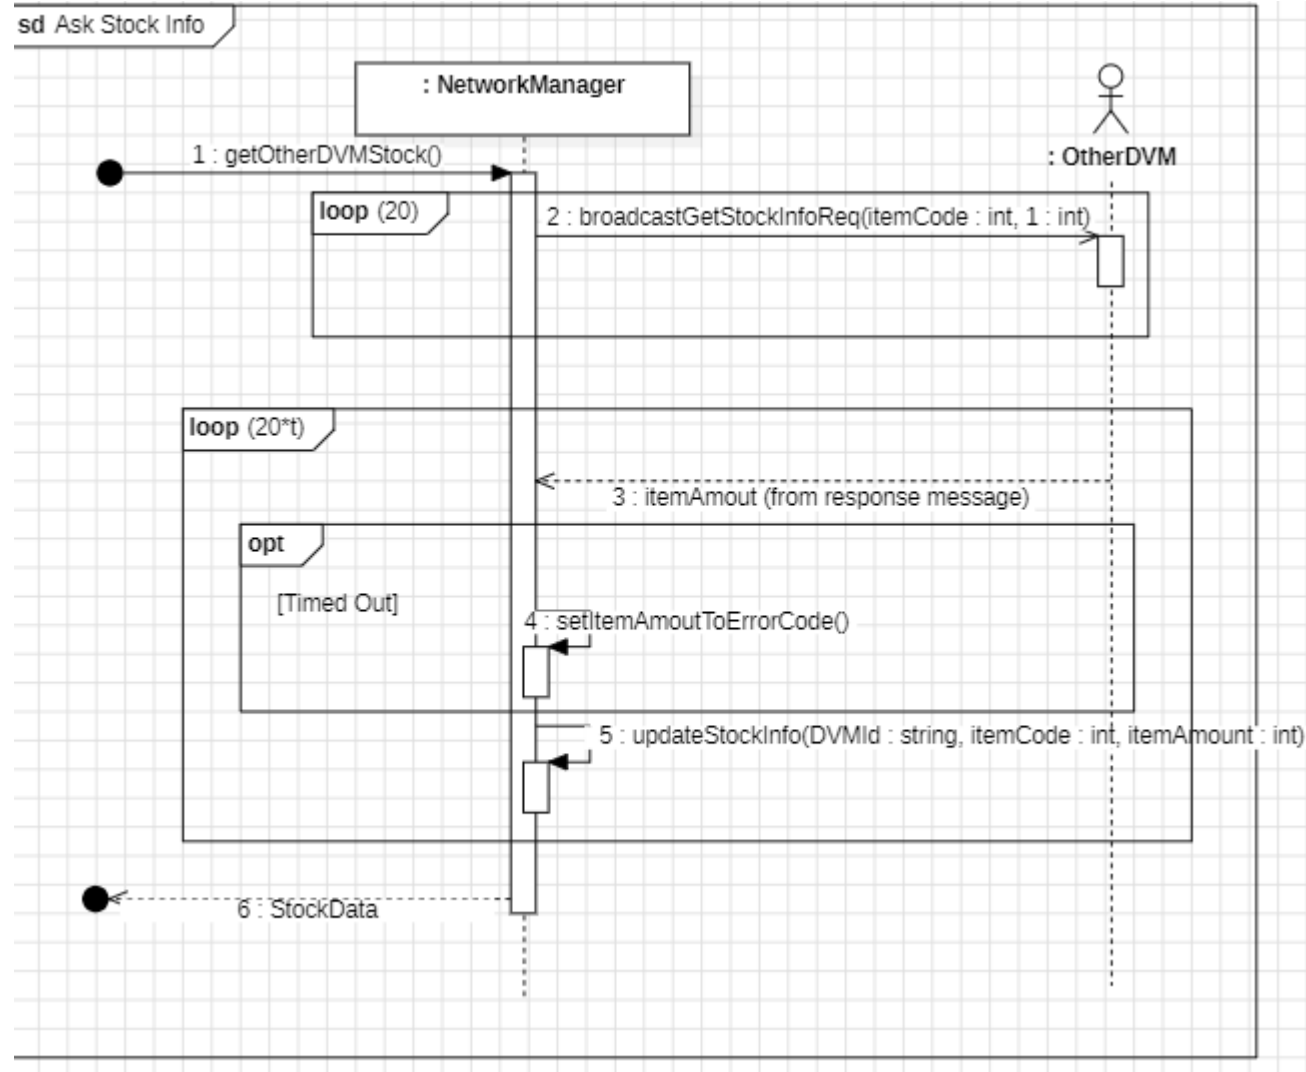 sd Ask Stock Info
: NetworkManager
: OtherDVM
1 : getOtherDVMStock()
loop (20)
2 : broadcastGetStockInfoReq(itemCode : int, 1 : int)
loop (20*t)
3 : itemAmout (from response message)
opt
[Timed Out]
4 : setItemAmoutToErrorCode()
5 : updateStockInfo(DVMId : string, itemCode : int, itemAmount : int)
6 : StockData